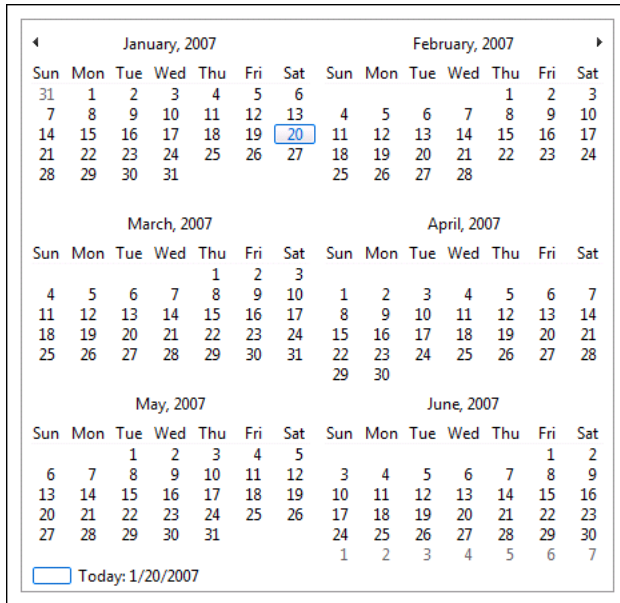 January, 2007 February, 2007
Sun Mon Tue Wed Thu Fri Sat Sun Mon Tue Wed Thu Fri Sat
31 1 2 3 4 5 6 1 2 3
7 8 9 10 11 12 13 4 5 6 7 8 9 10
14 15 16 17 18 19 20 11 12 13 14 15 16 17
21 22 23 24 25 26 27 18 19 20 21 22 23 24
28 29 30 31 25 26 27 28
March, 2007 April, 2007
Sun Mon Tue Wed Thu Fri Sat Sun Mon Tue Wed Thu Fri Sat
1 2 3
4 5 6 7 8 9 10 1 2 3 4 5 6 7
11 12 13 14 15 16 17 8 9 10 11 12 13 14
18 19 20 21 22 23 24 15 16 17 18 19 20 21
25 26 27 28 29 30 31 22 23 24 25 26 27 28
29 30
May, 2007 June, 2007
Sun Mon Tue Wed Thu Fri Sat Sun Mon Tue Wed Thu Fri Sat
1 2 3 4 5 1 2
6 7 8 9 10 11 12 3 4 5 6 7 8 9
13 14 15 16 17 18 19 10 11 12 13 14 15 16
20 21 22 23 24 25 26 17 18 19 20 21 22 23
27 28 29 30 31 24 25 26 27 28 29 30
1 2 3 4 5 6 7
Today: 1/20/2007